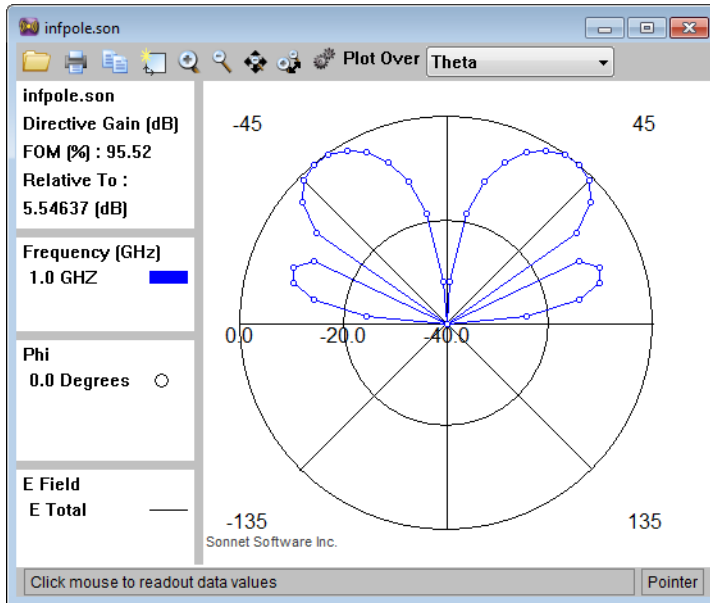 infpole.son
Plot Over Theta
infpole.son
Directive Gain (dB)
FOM (%) : 95.52
Relative To :
5.54637 (dB)
Frequency (GHz)
1.0 GHZ
Phi
0.0 Degrees
E Field
E Total
-45
45
0.0
-20.0
-40.0
-135
135
Sonnet Software Inc.
Click mouse to readout data values
Pointer